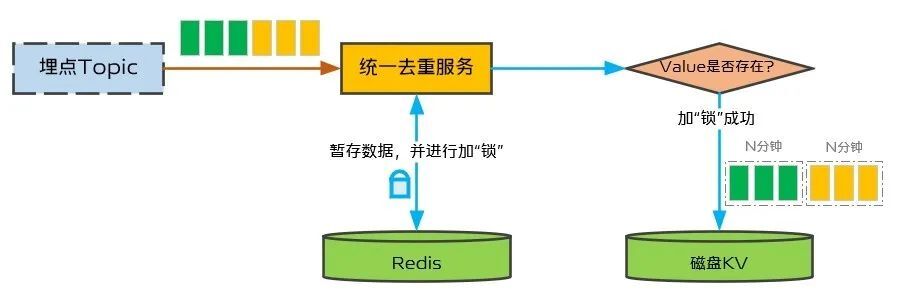 埋点Topic
统一去重服务
Value是否存在?
暂存数据，并进行加“锁”
加“锁”成功
N分钟
N分钟
Redis
磁盘KV